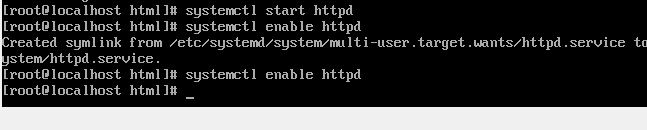 [root@localhost html]# systemctl start httpd
[root@localhost html]# systemctl enable httpd
Created symlink from /etc/systemd/system/multi-user.target.wants/httpd.service to
ystem/httpd.service.
[root@localhost html]# systemctl enable httpd
[root@localhost html]# _